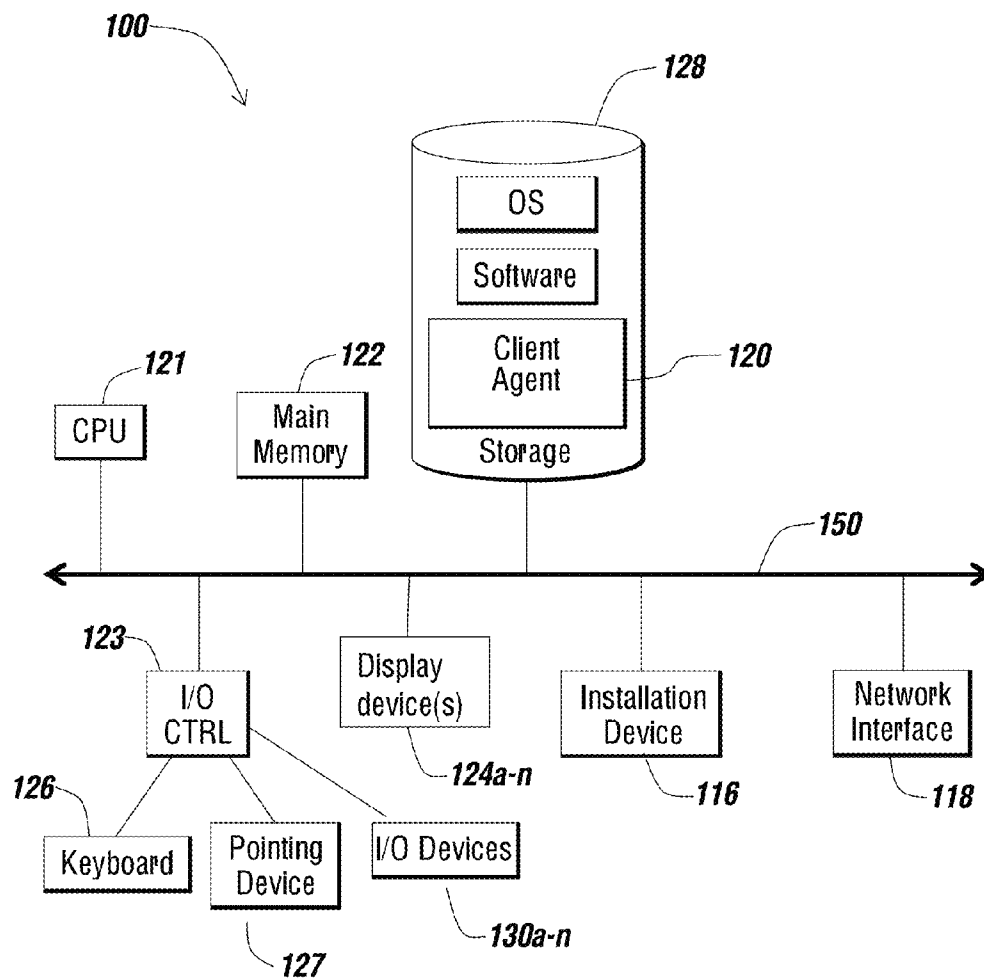 100
128
OS
Software
Client
Agent
120
Storage
121
CPU
122
Main
Memory
150
123
I/O
CTRL
Display
device(s)
124a-n
Installation
Device
116
Network
Interface
118
126
Keyboard
Pointing
Device
127
I/O Devices
130a-n